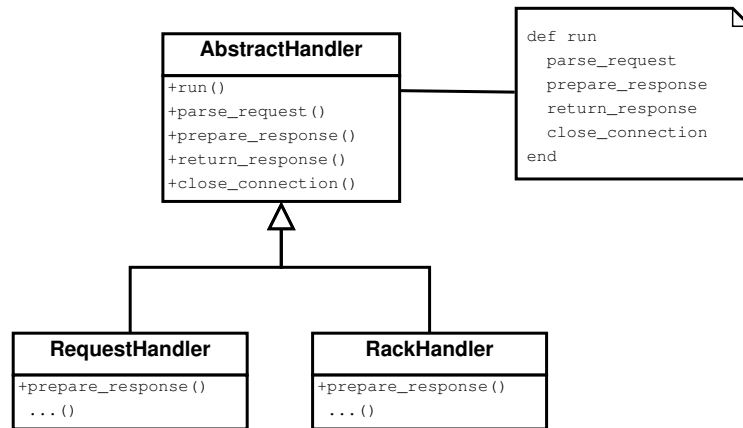 AbstractHandler
+run()
+parse_request()
+prepare_response()
+return_response()
+close_connection()
def run
  parse_request
  prepare_response
  return_response
  close_connection
end
RequestHandler
+prepare_response()
 ...()
RackHandler
+prepare_response()
 ...()